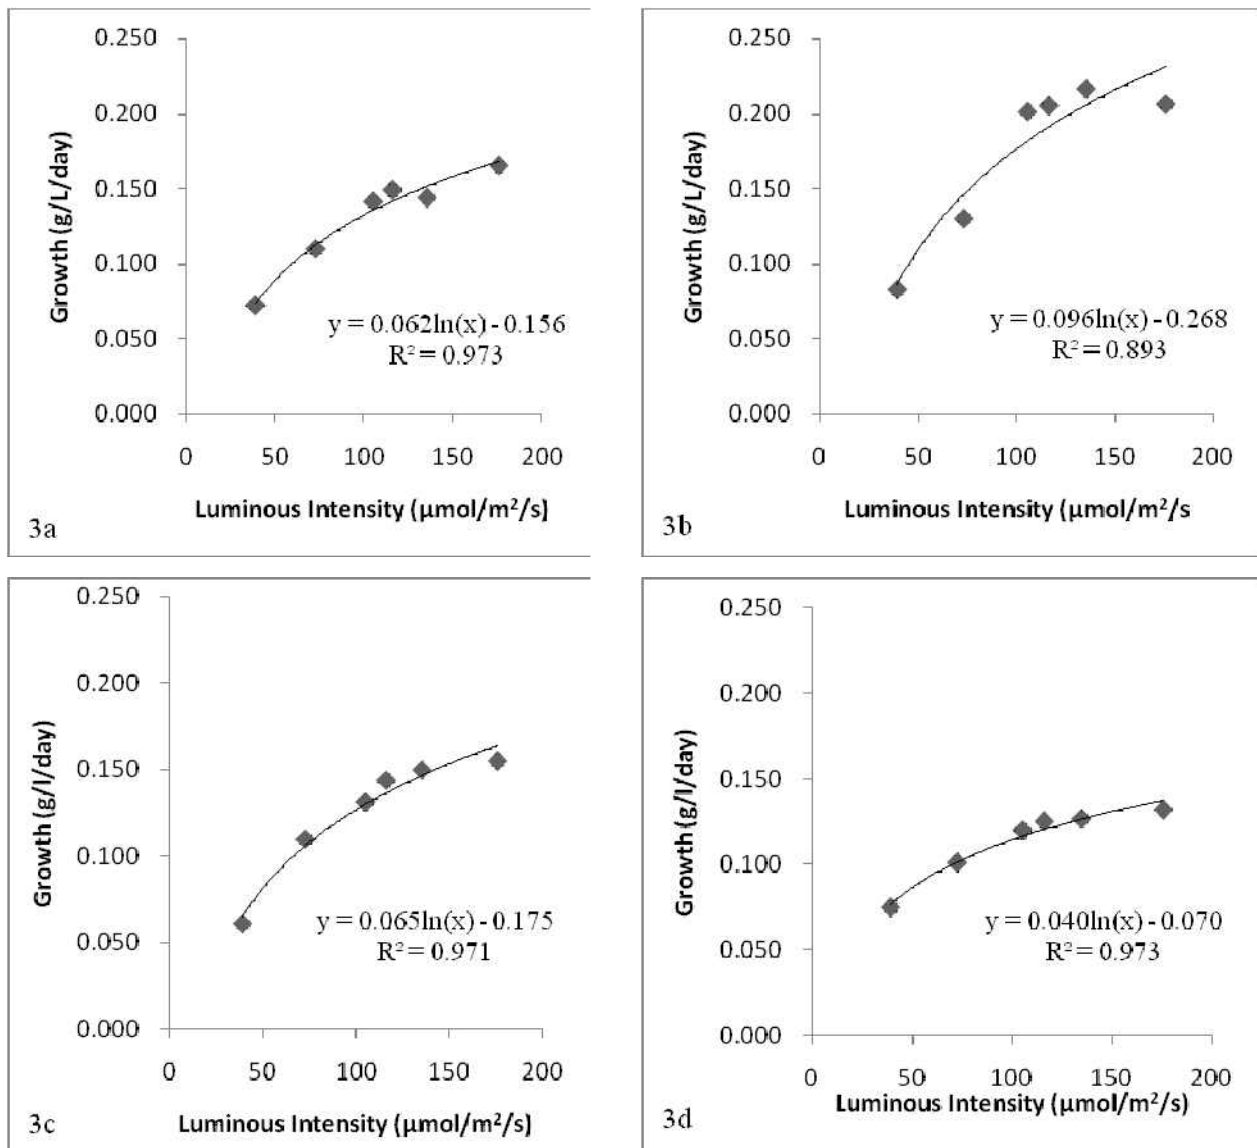 0.250
0.200
0.150
0.100
0.050
0.000
Growth (g/L/day)
y = 0.062ln(x) - 0.156
R² = 0.973
0 50 100 150 200
Luminous Intensity (μmol/m²/s)
3a
0.250
0.200
0.150
0.100
0.050
0.000
Growth (g/L/day)
y = 0.096ln(x) - 0.268
R² = 0.893
0 50 100 150 200
Luminous Intensity (μmol/m²/s
3b
0.250
0.200
0.150
0.100
0.050
0.000
Growth (g/l/day)
y = 0.065ln(x) - 0.175
R² = 0.971
0 50 100 150 200
Luminous Intensity (μmol/m²/s)
3c
0.250
0.200
0.150
0.100
0.050
0.000
Growth (g/l/day)
y = 0.040ln(x) - 0.070
R² = 0.973
0 50 100 150 200
Luminous Intensity (μmol/m²/s)
3d